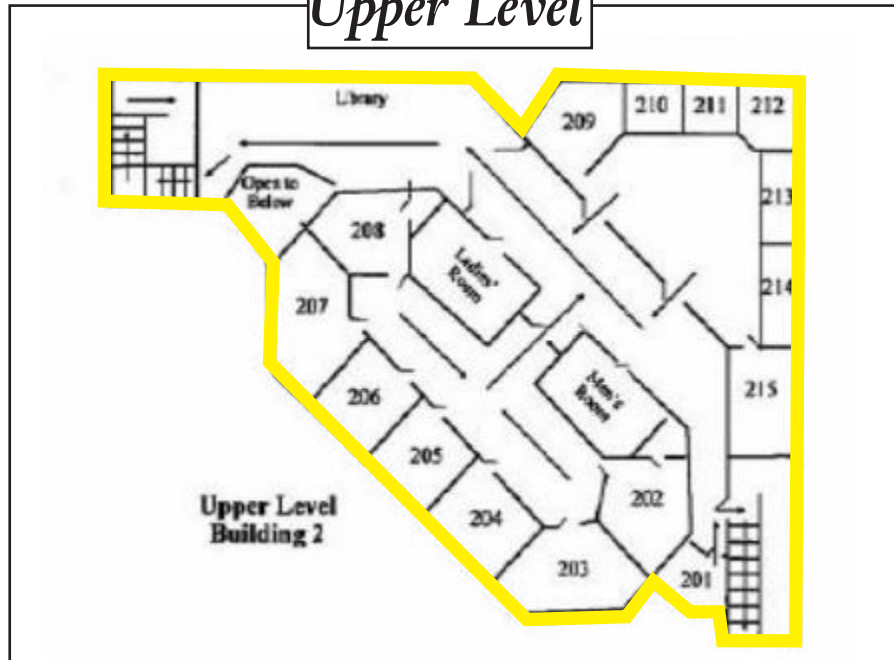 Upper Level
Library
209
210
211
212
Open to
Below
208
213
Ladies'
Room
207
214
206
Men's
Room
215
205
202
Upper Level
Building 2
204
203
201